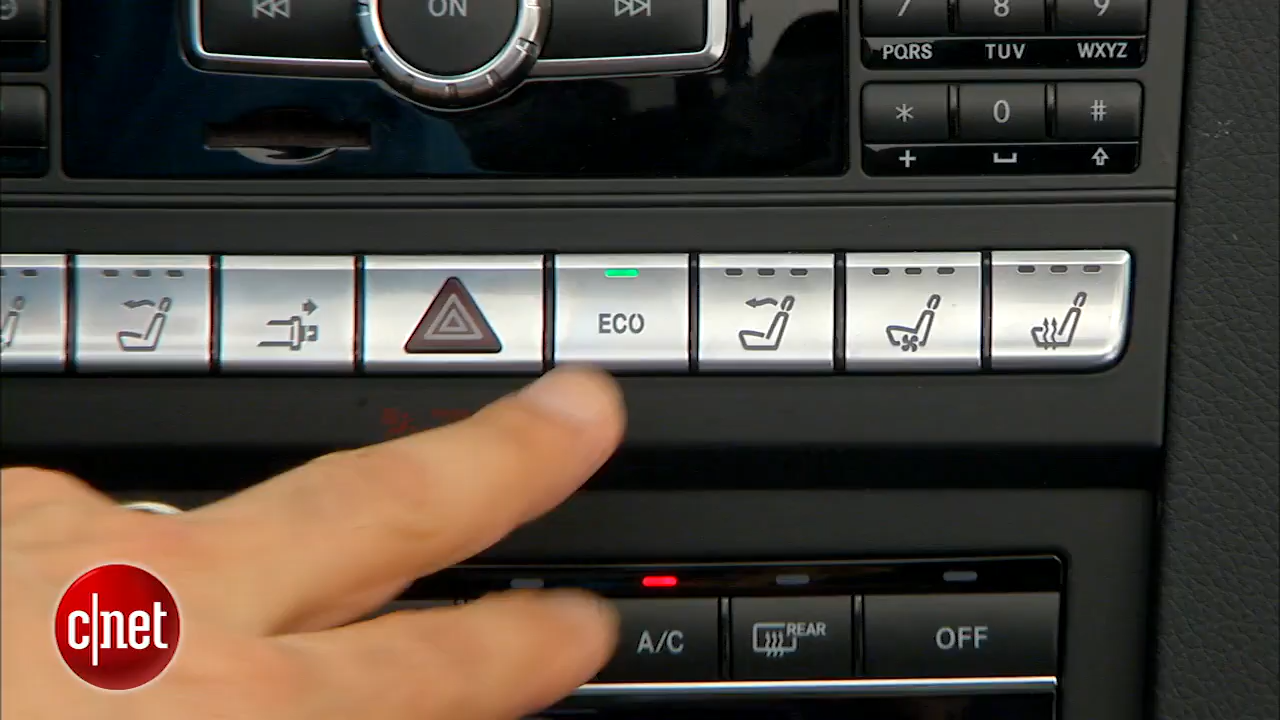 ON
7 8 9
PQRS TUV WXYZ
* 0 #
+
ECO
A/C REAR OFF
c|net